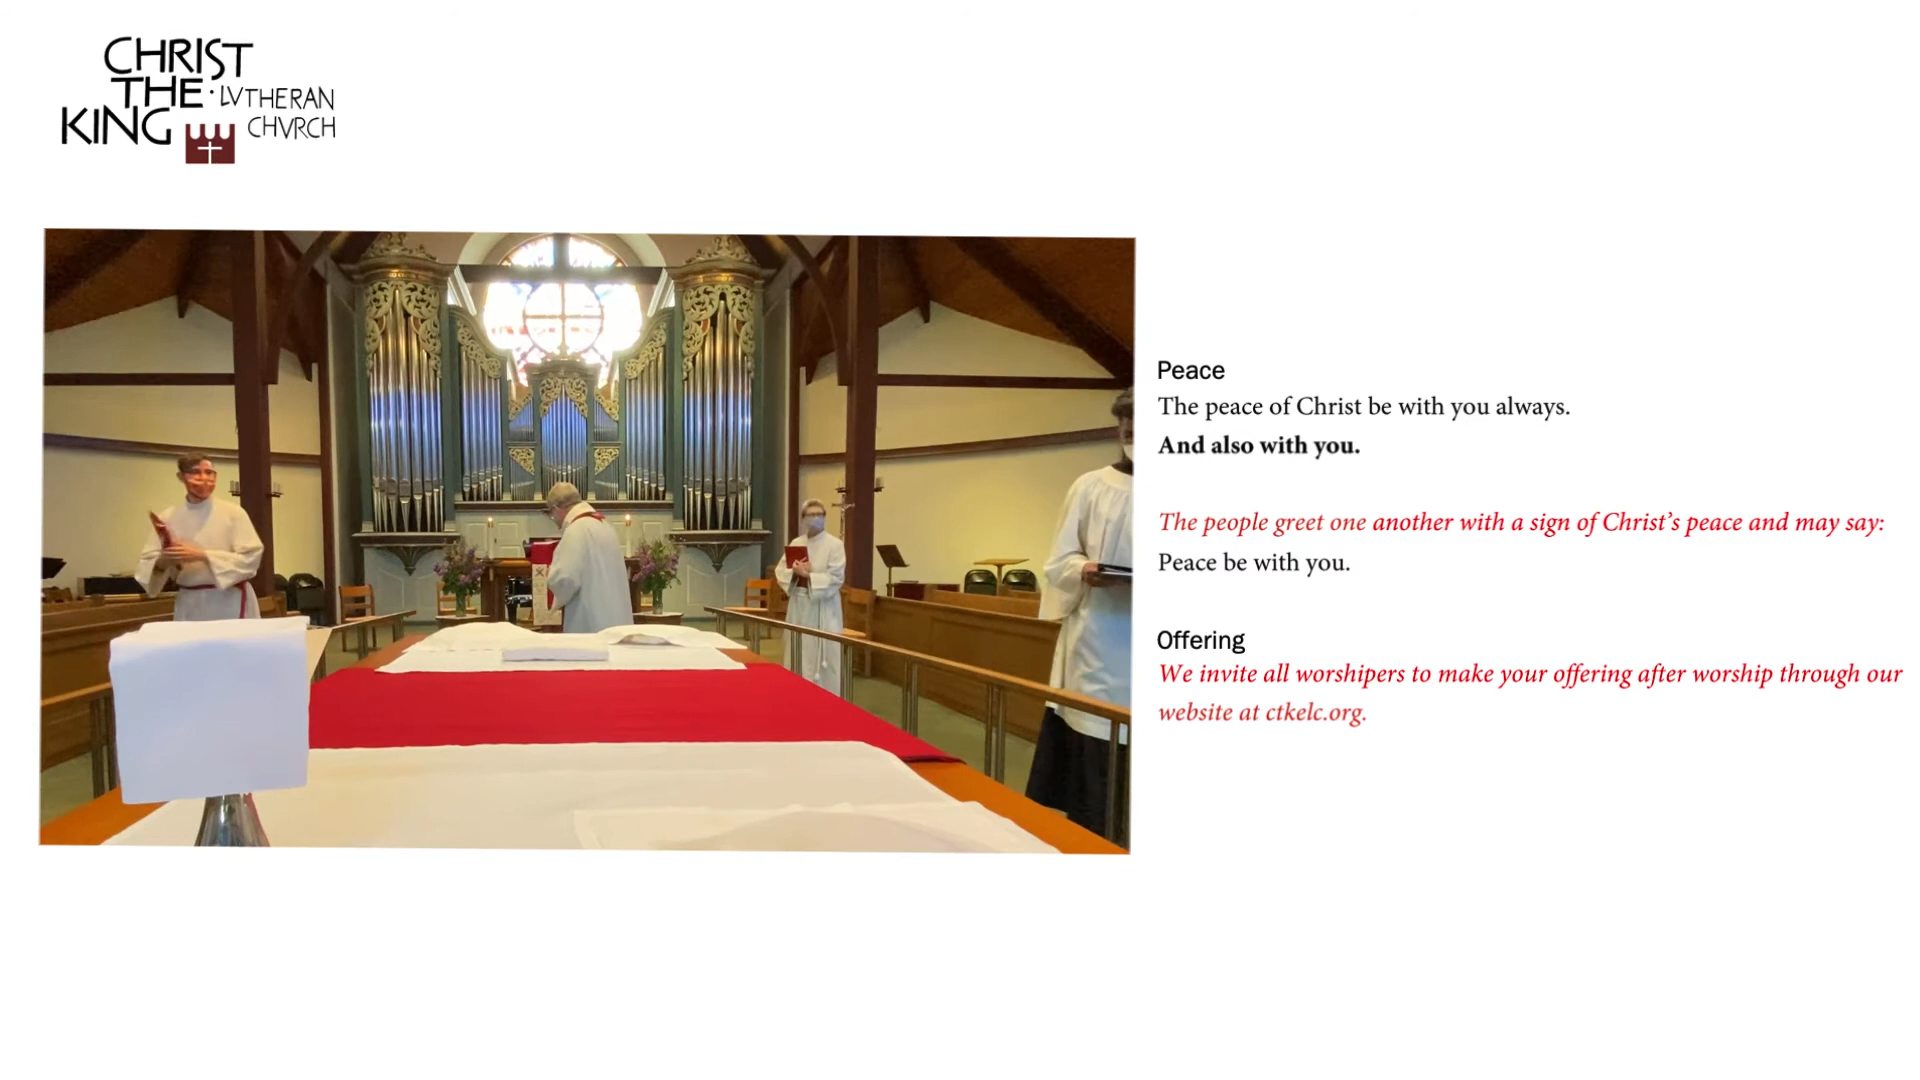 CHRIST
THE · LVTHERAN
KING CHVRCH
Peace
The peace of Christ be with you always.
And also with you.
The people greet one another with a sign of Christ's peace and may say:
Peace be with you.
Offering
We invite all worshipers to make your offering after worship through our
website at ctkelc.org.